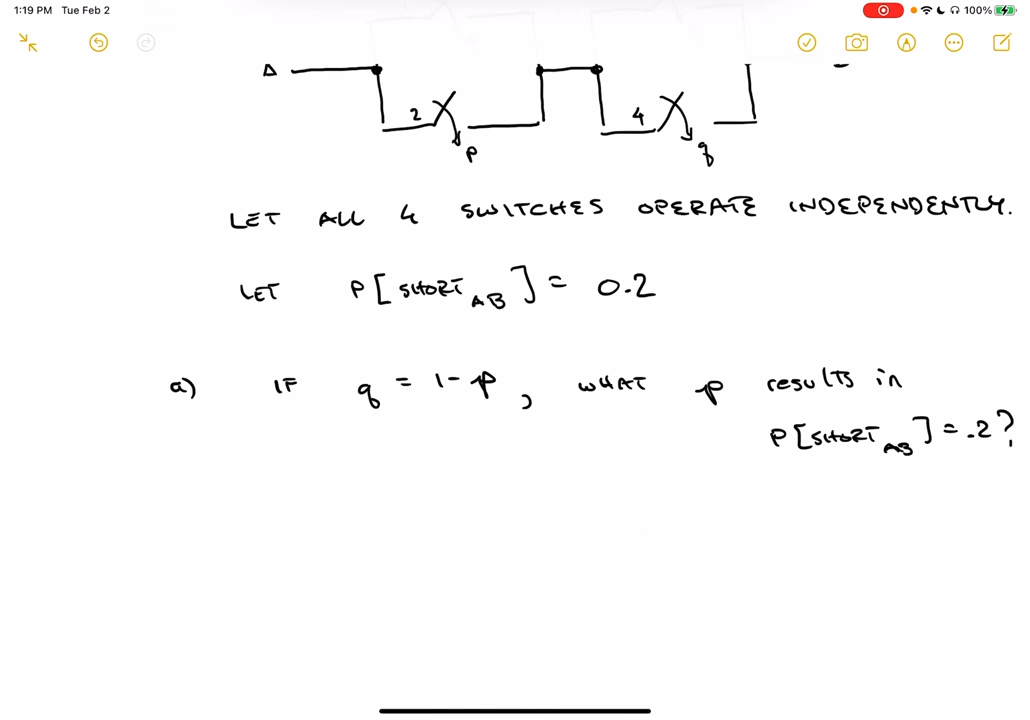 1:19 PM Tue Feb 2 100%
A
2 4
p q
LET ALL 4 SWITCHES OPERATE INDEPENDENTLY.
LET P[SHORT AB] = 0.2
a) IF q = 1-p, WHAT p results in
P[SHORT AB] = .2?